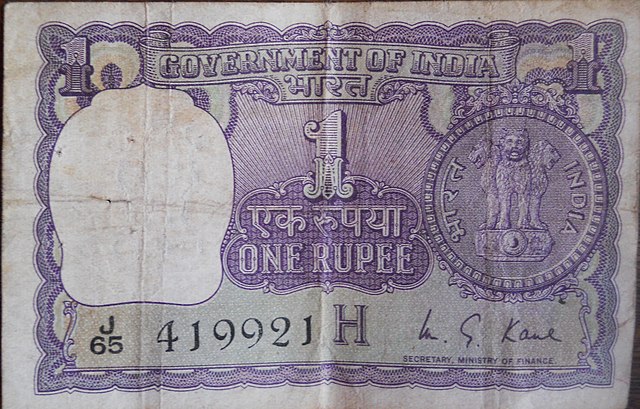 1 GOVERNMENT OF INDIA 1
भारत
1
एक रुपया
ONE RUPEE
भारत INDIA
J
65 419921 H
M. G. Kaul
SECRETARY, MINISTRY OF FINANCE.